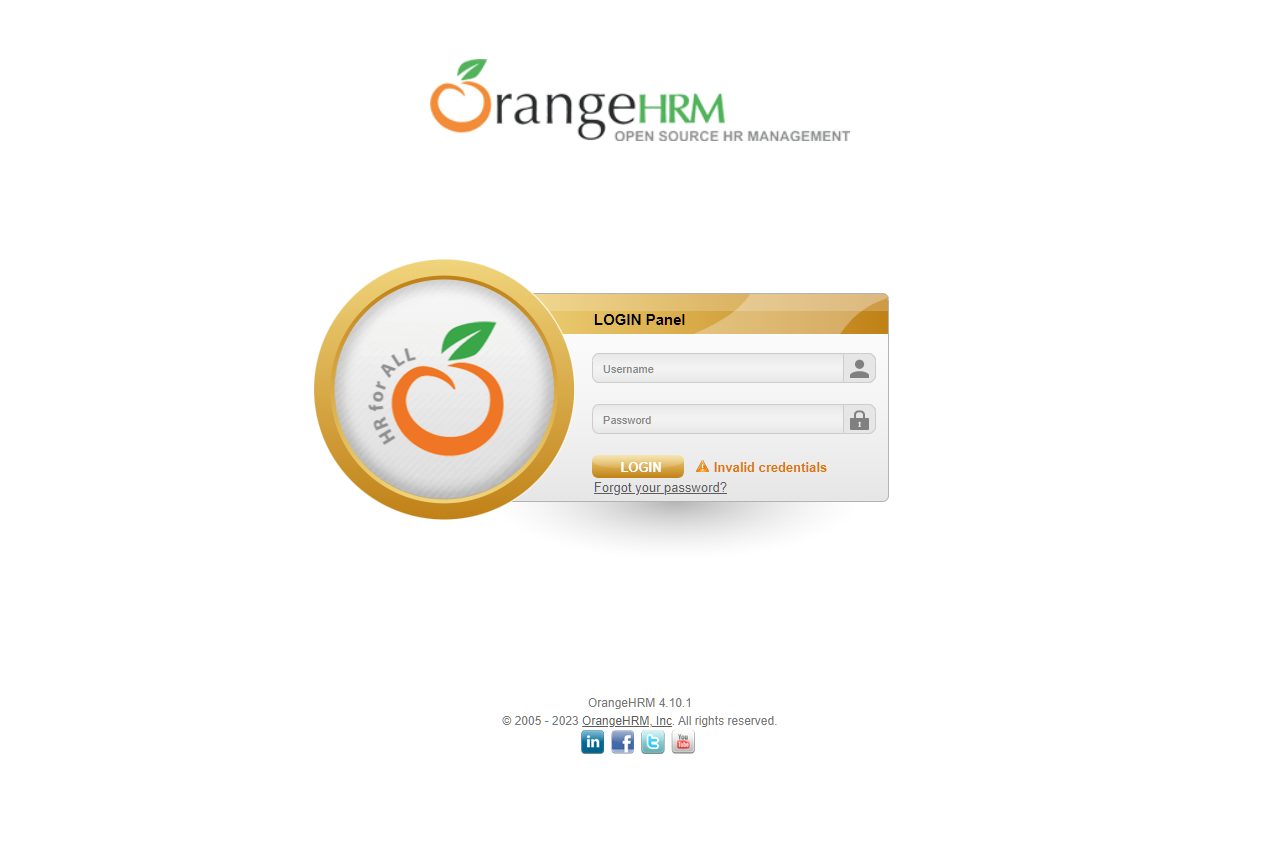 OrangeHRM
OPEN SOURCE HR MANAGEMENT
HR for ALL
LOGIN Panel
Username
Password
LOGIN
Invalid credentials
Forgot your password?
OrangeHRM 4.10.1
© 2005 - 2023 OrangeHRM, Inc. All rights reserved.
in f t You Tube